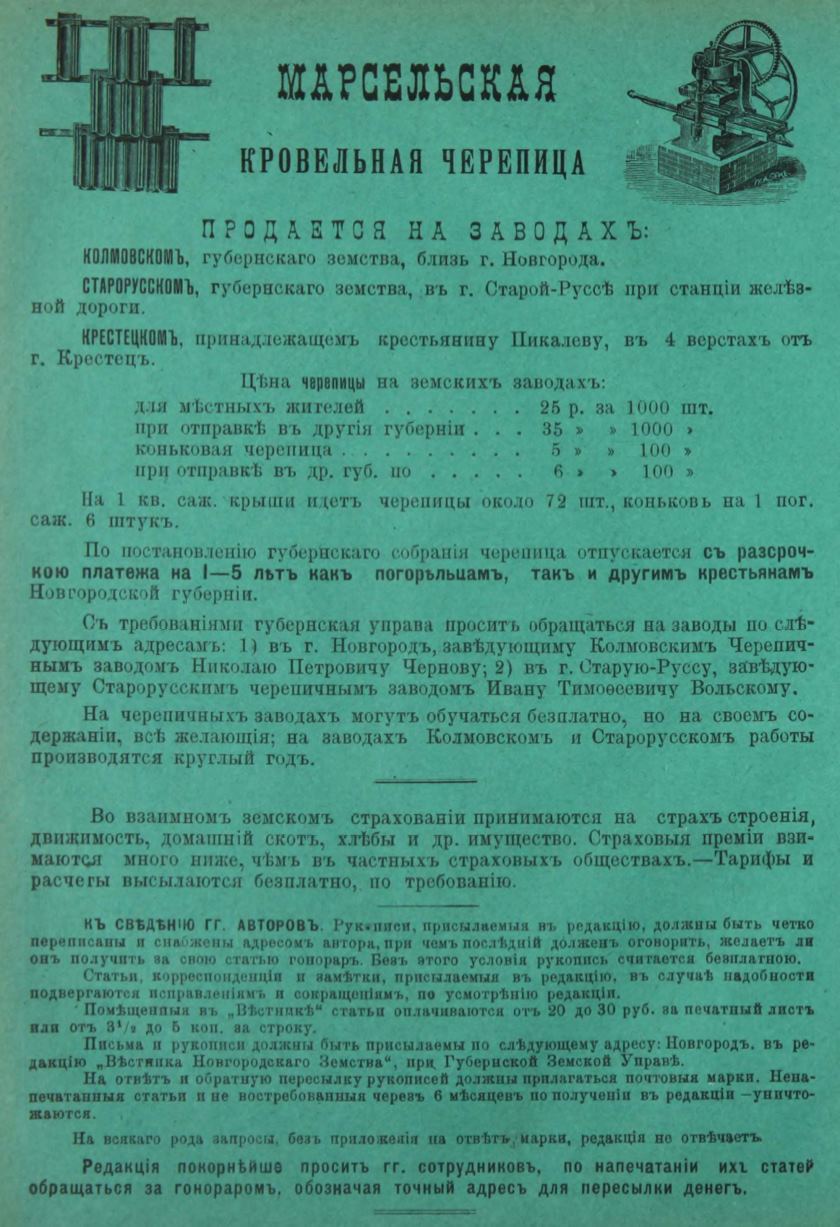 МАРСЕЛЬСКАЯ
КРОВЕЛЬНАЯ ЧЕРЕПИЦА
ПРОДАЕТСЯ НА ЗАВОДАХЪ:
КОЛМОВСКОМЪ, губернскаго земства, близь г. Новгорода.
СТАРОРУССКОМЪ, губернскаго земства, въ г. Старой-Руссѣ при станціи желѣз-
ной дороги.
КРЕСТЕЦКОМЪ, принадлежащемъ крестьянину Пикалеву, въ 4 верстахъ отъ
г. Крестецъ.
Цѣна черепицы на земскихъ заводахъ:
для мѣстныхъ жителей . . . . . . . 25 р. за 1000 шт.
при отправкѣ въ другія губерніи . . . 35 » » 1000 »
коньковая черепица . . . . . . . . . 5 » » 100 »
при отправкѣ въ др. губ. по . . . . . 6 » » 100 »
На 1 кв. саж. крыши идетъ черепицы около 72 шт., коньковъ на 1 пог.
саж. 6 штукъ.
По постановленію губернскаго собранія черепица отпускается съ разсроч-
кою платежа на I—5 лѣтъ какъ погорѣльцамъ, такъ и другимъ крестьянамъ
Новгородской губерніи.
Съ требованіями губернская управа проситъ обращаться на заводы по слѣ-
дующимъ адресамъ: 1) въ г. Новгородъ, завѣдующему Колмовскимъ Черепич-
нымъ заводомъ Николаю Петровичу Чернову; 2) въ г. Старую-Руссу, завѣдую-
щему Старорусскимъ черепичнымъ заводомъ Ивану Тимоѳеевичу Вольскому.
На черепичныхъ заводахъ могутъ обучаться безплатно, но на своемъ со-
держаніи, всѣ желающія; на заводахъ Колмовскомъ и Старорусскомъ работы
производятся круглый годъ.
Во взаимномъ земскомъ страхованіи принимаются на страхъ строенія,
движимость, домашній скотъ, хлѣбы и др. имущество. Страховыя преміи взи-
маются много ниже, чѣмъ въ частныхъ страховыхъ обществахъ.—Тарифы и
расчеты высылаются безплатно, по требованію.
КЪ СВѢДѢНІЮ ГГ. АВТОРОВЪ. Рукописи, присылаемыя въ редакцію, должны быть четко
переписаны и снабжены адресомъ автора, при чемъ послѣдній долженъ оговорить, желаетъ ли
онъ получить за свою статью гонораръ. Безъ этого условія рукопись считается безплатною.
Статьи, корреспонденціи и замѣтки, присылаемыя въ редакцію, въ случаѣ надобности
подвергаются исправленіямъ и сокращеніямъ, по усмотрѣнію редакціи.
Помѣщенныя въ „Вѣстникѣ“ статьи оплачиваются отъ 20 до 30 руб. за печатный листъ
или отъ 3¹/₂ до 5 коп. за строку.
Письма и рукописи должны быть присылаемы по слѣдующему адресу: Новгородъ. въ ре-
дакцію „Вѣстника Новгородскаго Земства“, при Губернской Земской Управѣ.
На отвѣтъ и обратную пересылку рукописей должны прилагаться почтовыя марки. Нена-
печатанныя статьи и не востребованныя черезъ 6 мѣсяцевъ по полученіи въ редакціи —уничто-
жаются.
На всякаго рода запросы, безъ приложенія на отвѣтъ марки, редакція не отвѣчаетъ.
Редакція покорнѣйше проситъ гг. сотрудниковъ, по напечатаніи ихъ статей
обращаться за гонораромъ, обозначая точный адресъ для пересылки денегъ.